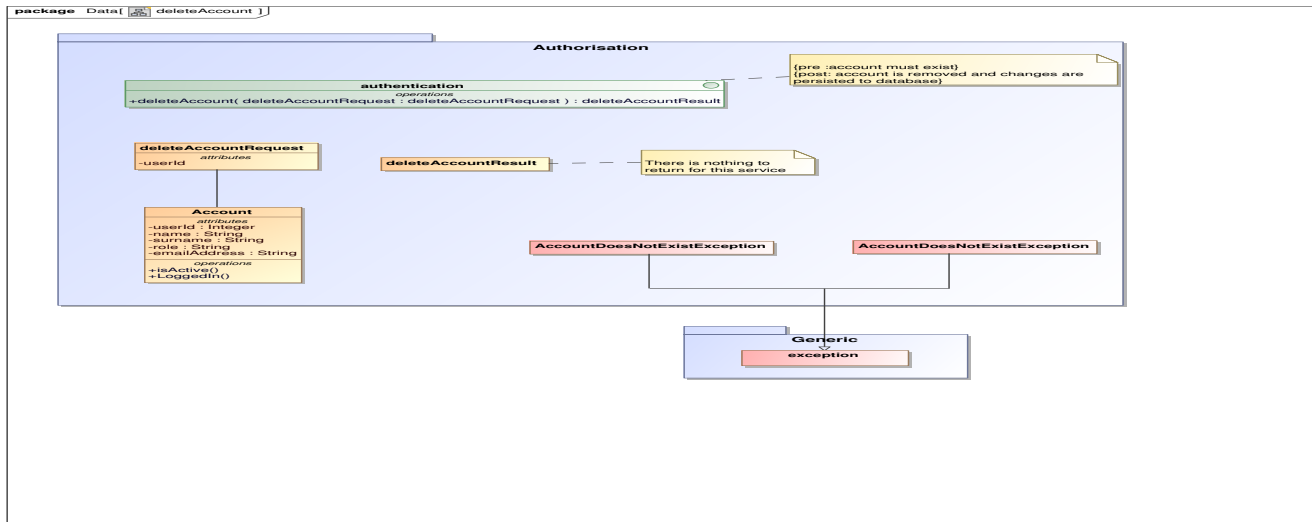 package Data[ deleteAccount ]
Authorisation
{pre :account must exist}
{post: account is removed and changes are
persisted to database}
authentication
operations
+deleteAccount( deleteAccountRequest : deleteAccountRequest ) : deleteAccountResult
deleteAccountRequest
attributes
-userId
deleteAccountResult
There is nothing to
return for this service
Account
attributes
-userId : Integer
-name : String
-surname : String
-role : String
-emailAddress : String
operations
+isActive()
+LoggedIn()
AccountDoesNotExistException
AccountDoesNotExistException
Generic
exception